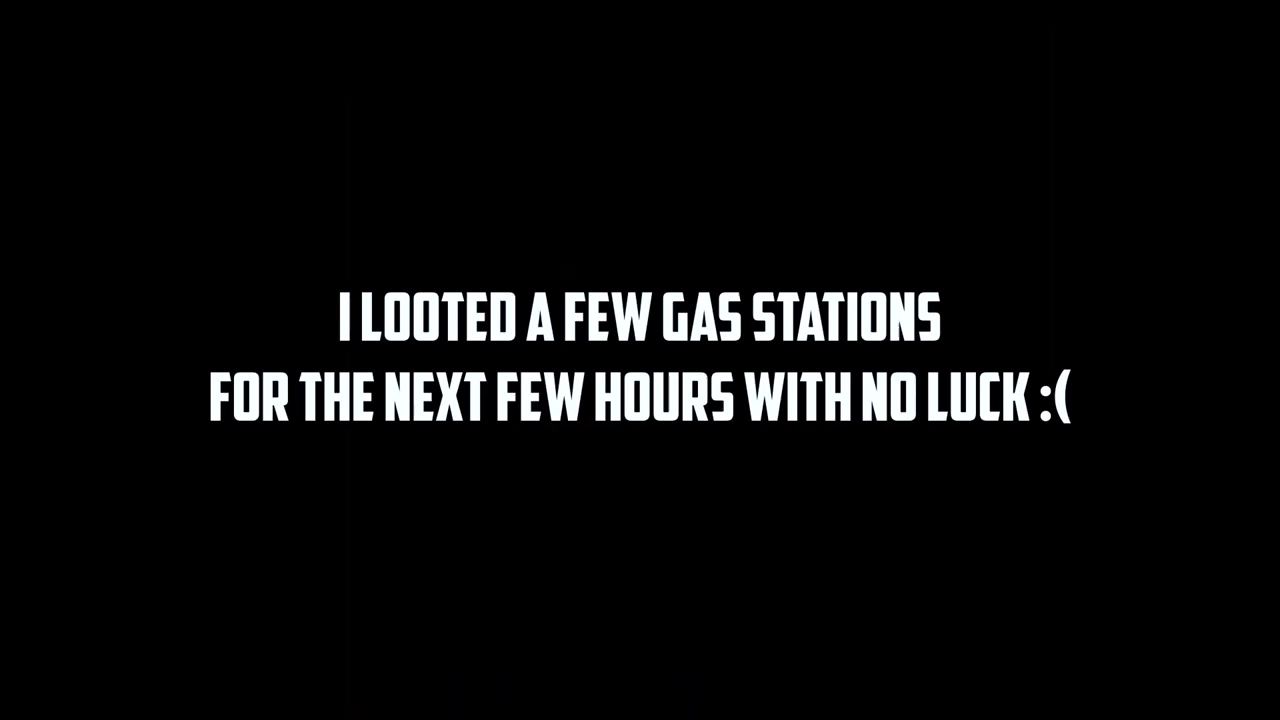 I LOOTED A FEW GAS STATIONS
FOR THE NEXT FEW HOURS WITH NO LUCK :(